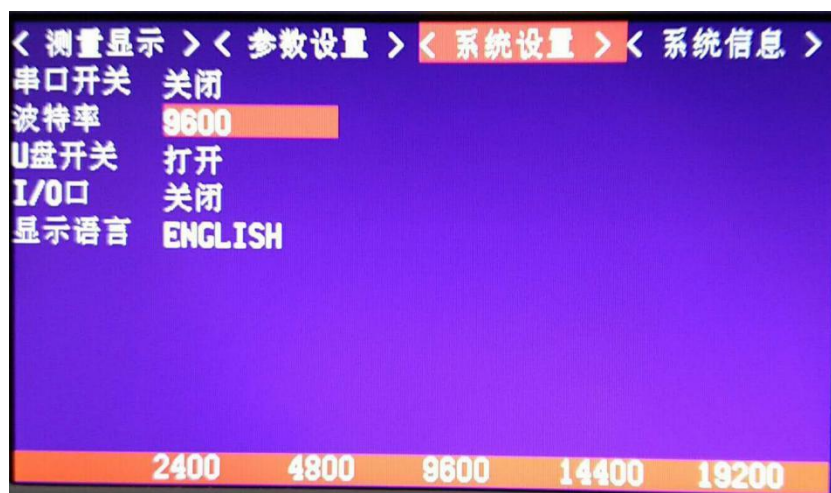 < 测量显示 > < 参数设置 > < 系统设置 > < 系统信息 >
串口开关 关闭
波特率 9600
U盘开关 打开
I/O口 关闭
显示语言 ENGLISH
2400 4800 9600 14400 19200